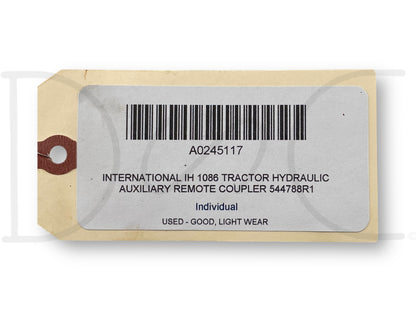 A0245117
INTERNATIONAL IH 1086 TRACTOR HYDRAULIC
AUXILIARY REMOTE COUPLER 544788R1
Individual
USED - GOOD, LIGHT WEAR